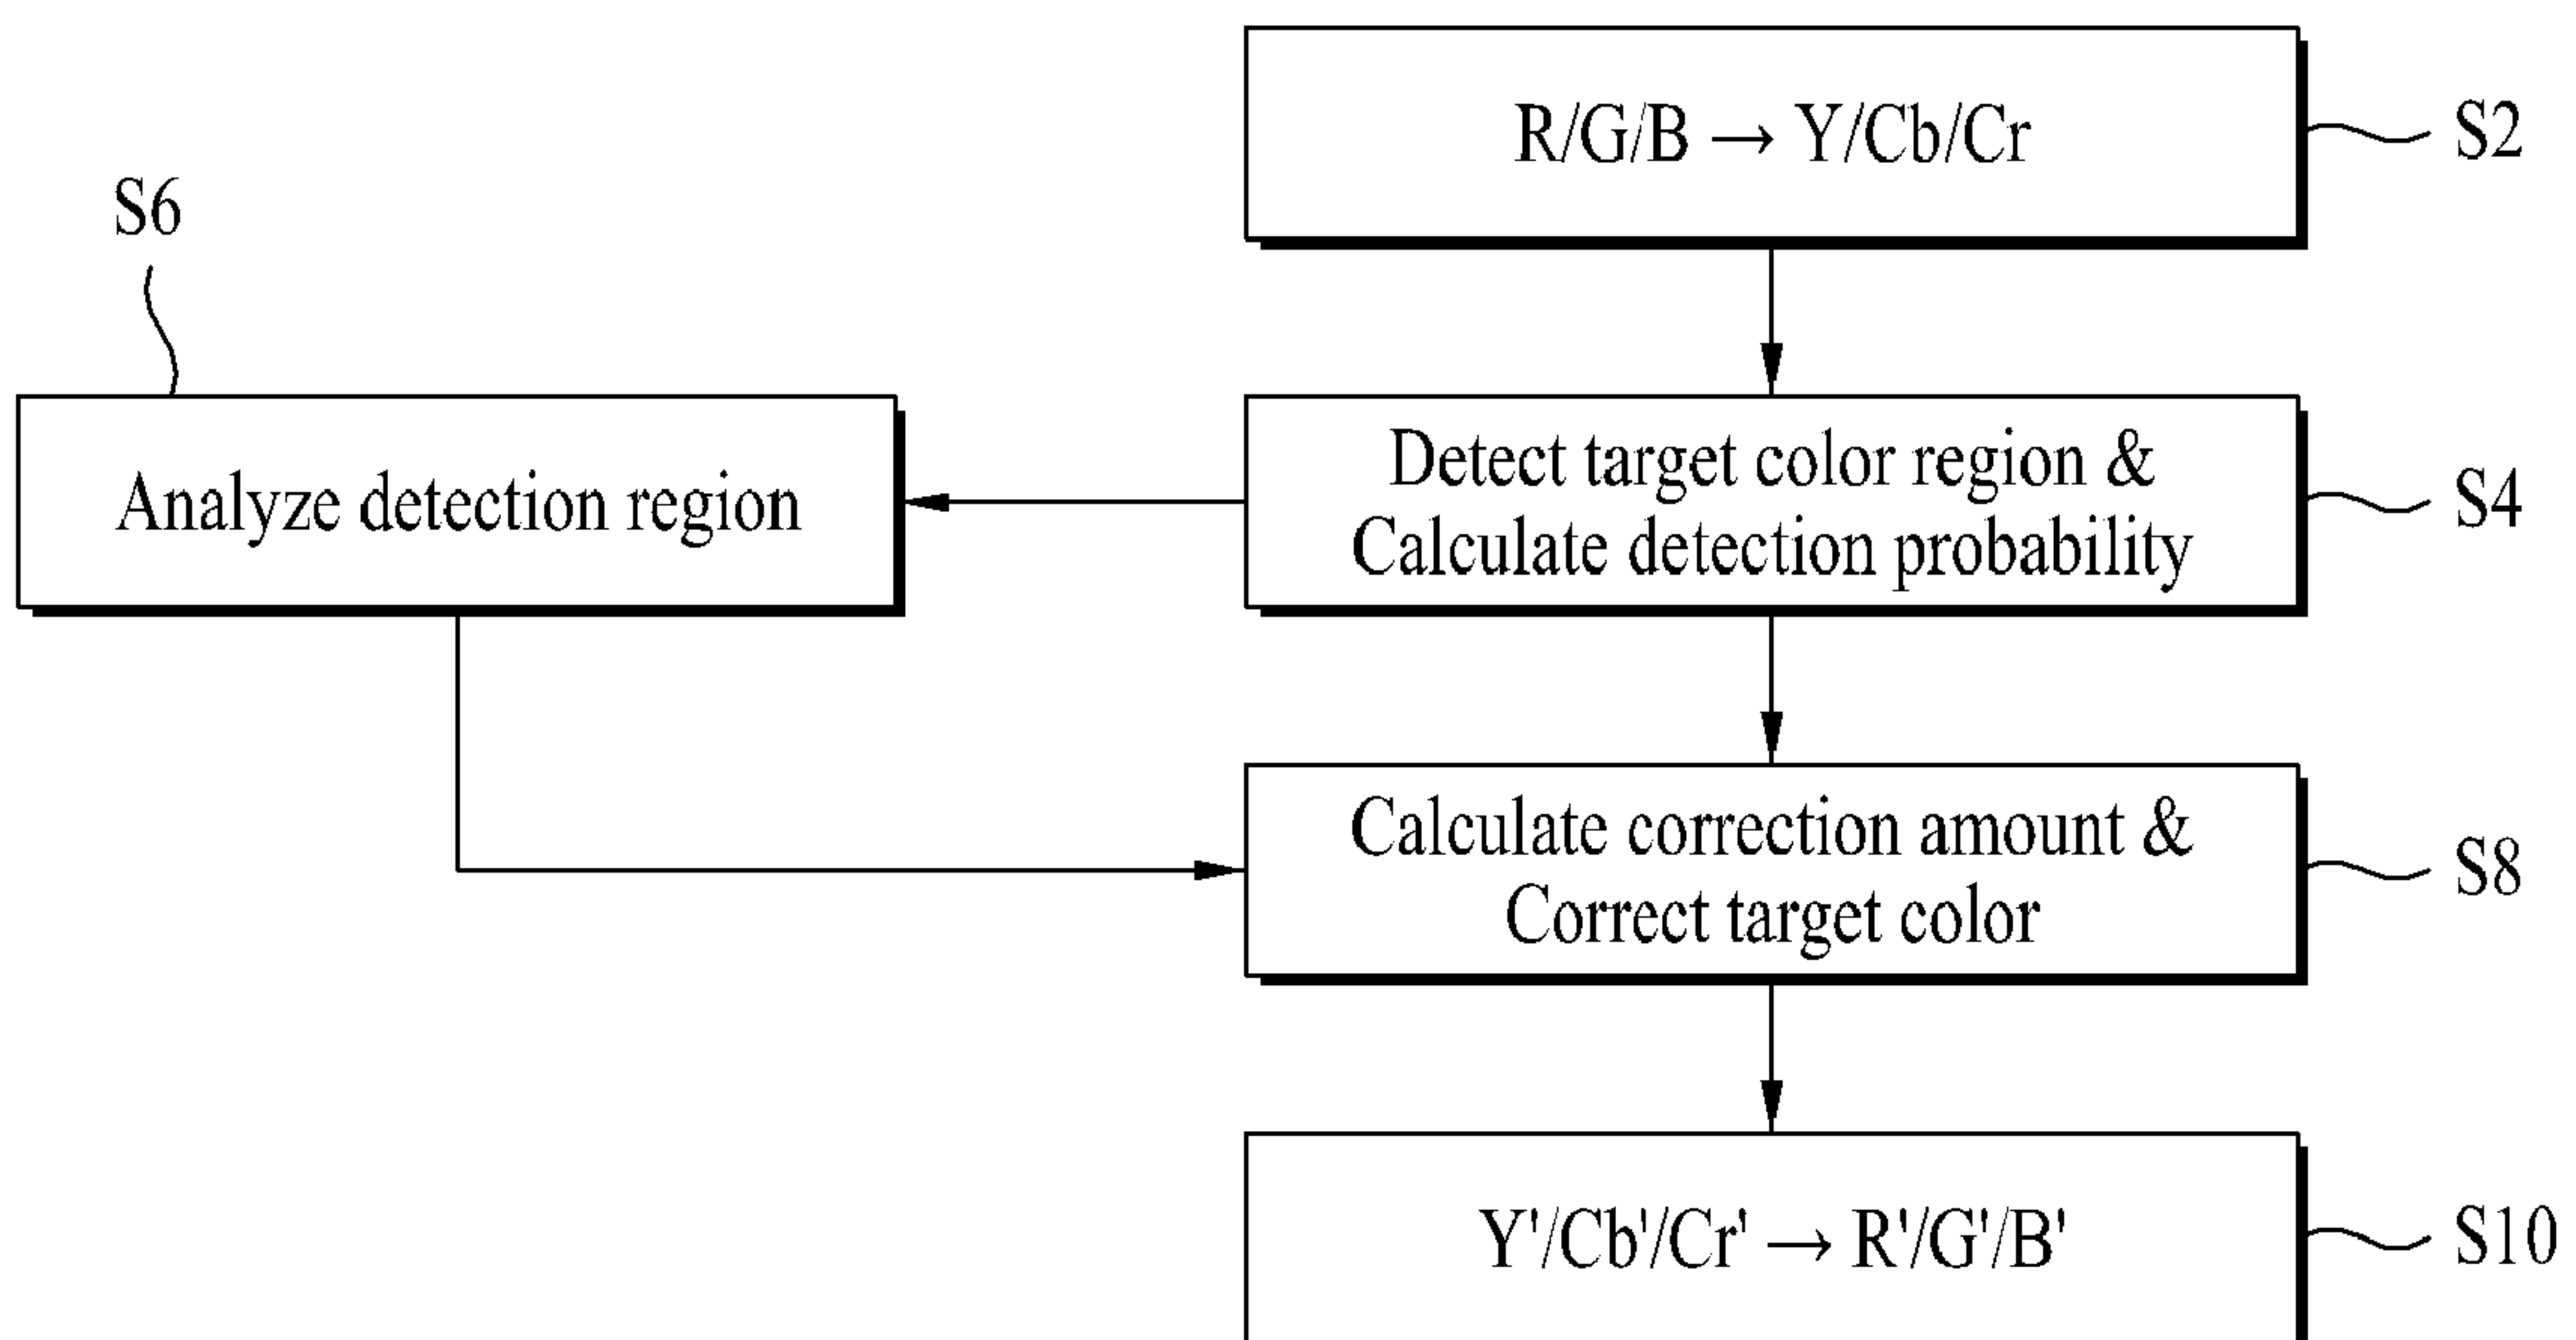 R/G/B → Y/Cb/Cr
S2
S6
Analyze detection region
Detect target color region &
Calculate detection probability
S4
Calculate correction amount &
Correct target color
S8
Y'/Cb'/Cr' → R'/G'/B'
S10